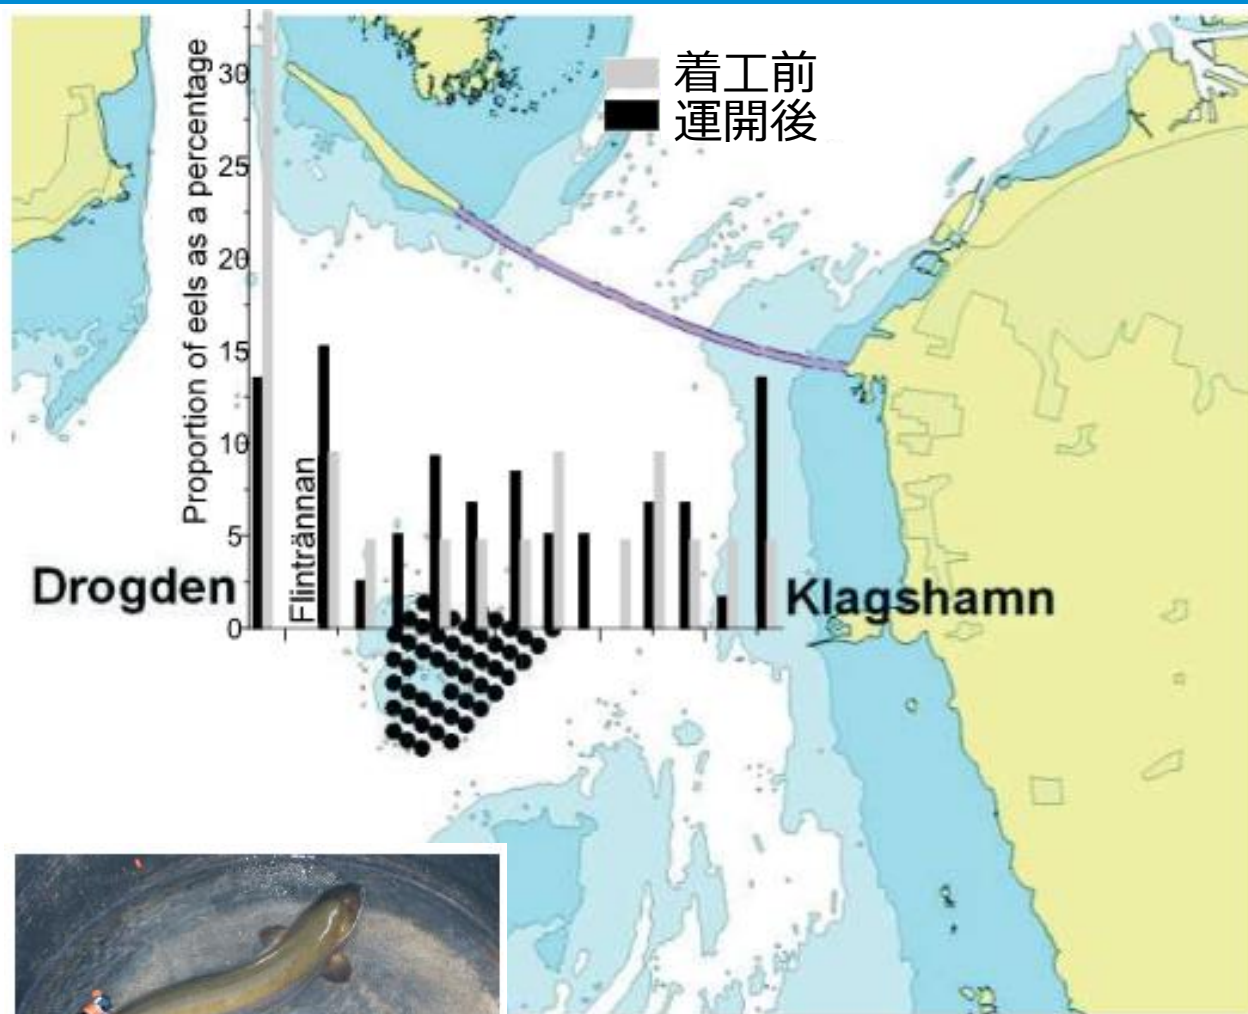 着工前
運開後
Proportion of eels as a percentage
30
25
20
15
10
5
0
Flintrännan
Drogden
Klagshamn